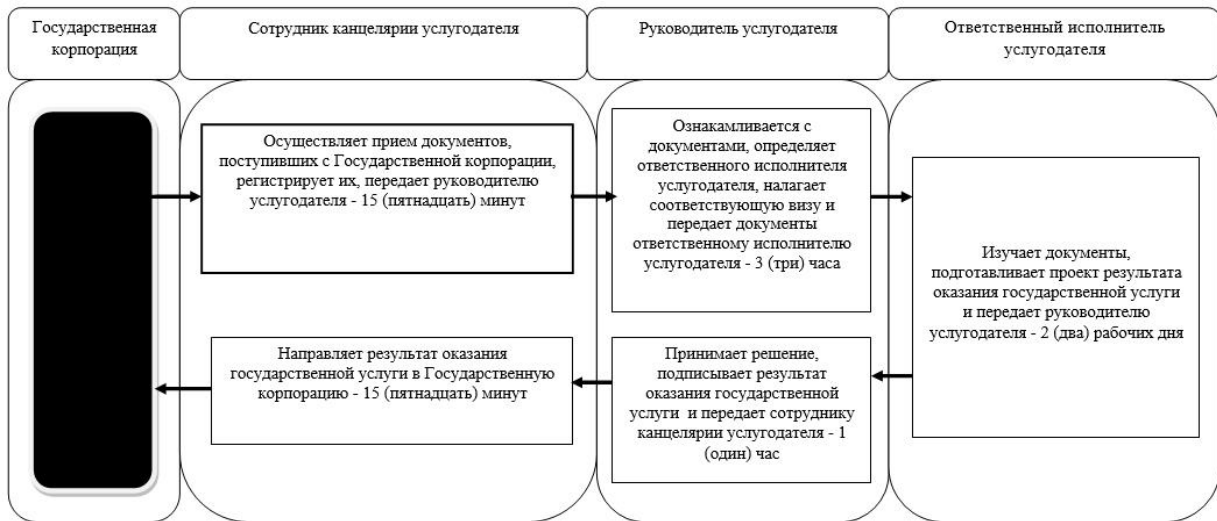 Государственная
корпорация
Сотрудник канцелярии услугодателя
Руководитель услугодателя
Ответственный исполнитель
услугодателя
Осуществляет прием документов,
поступивших с Государственной корпорации,
регистрирует их, передает руководителю
услугодателя - 15 (пятнадцать) минут
Ознакамливается с
документами, определяет
ответственного исполнителя
услугодателя, налагает
соответствующую визу и
передает документы
ответственному исполнителю
услугодателя - 3 (три) часа
Изучает документы,
подготавливает проект результата
оказания государственной услуги
и передает руководителю
услугодателя - 2 (два) рабочих дня
Принимает решение,
подписывает результат
оказания государственной
услуги и передает сотруднику
канцелярии услугодателя - 1
(один) час
Направляет результат оказания
государственной услуги в Государственную
корпорацию - 15 (пятнадцать) минут